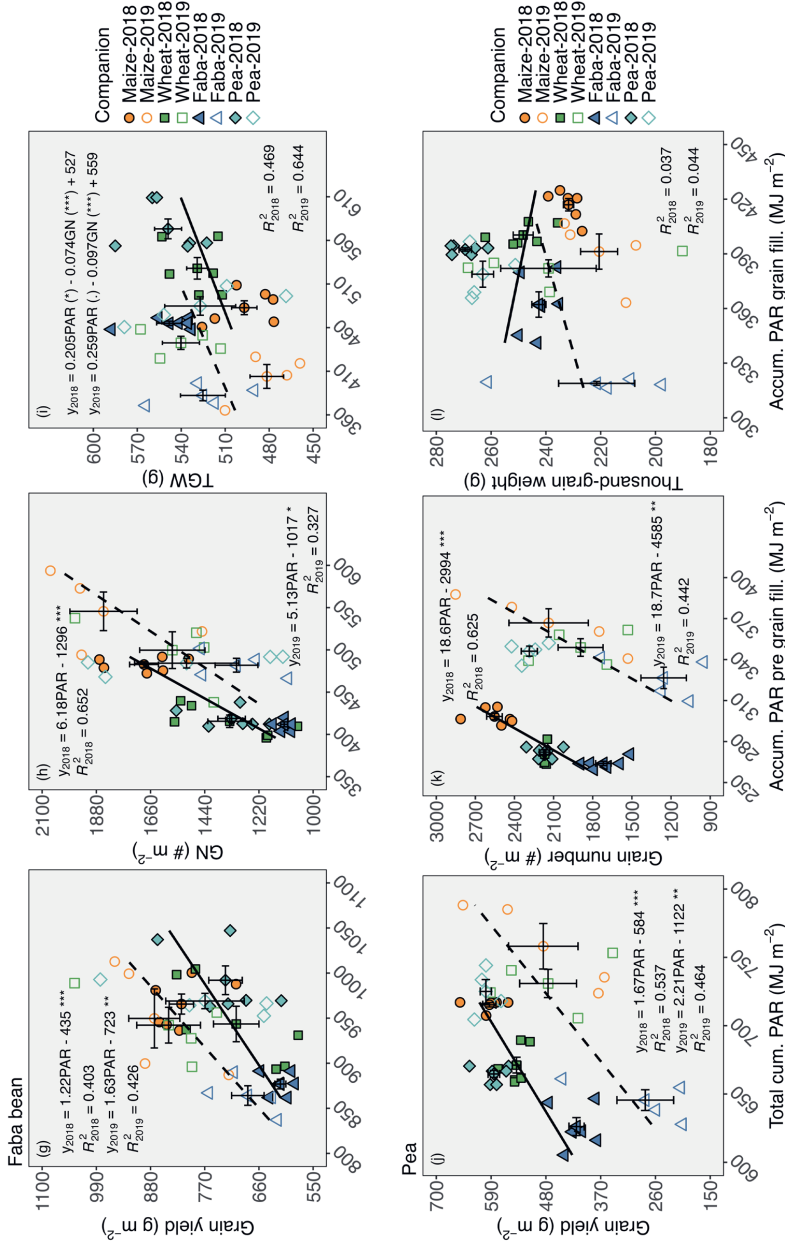 Faba bean
(g)
y2018 = 1.22PAR - 435 ***
R²2018 = 0.403
y2019 = 1.63PAR - 723 **
R²2019 = 0.426
Grain yield (g m⁻²)
1100
990
880
770
660
550
800
850
900
950
1000
1050
1100
(h)
y2018 = 6.18PAR - 1296 ***
R²2018 = 0.652
y2019 = 5.13PAR - 1017 *
R²2019 = 0.327
GN (# m⁻²)
2100
1880
1660
1440
1220
1000
350
400
450
500
550
600
(i)
y2018 = 0.205PAR (*) - 0.074GN (***) + 527
y2019 = 0.259PAR (.) - 0.097GN (***) + 559
R²2018 = 0.469
R²2019 = 0.644
TGW (g)
600
570
540
510
480
450
360
410
460
510
560
610
Companion
Maize-2018
Maize-2019
Wheat-2018
Wheat-2019
Faba-2018
Faba-2019
Pea-2018
Pea-2019
Pea
(j)
y2018 = 1.67PAR - 584 ***
R²2018 = 0.537
y2019 = 2.21PAR - 1122 **
R²2019 = 0.464
Grain yield (g m⁻²)
700
590
480
370
260
150
600
650
700
750
800
Total cum. PAR (MJ m⁻²)
(k)
y2018 = 18.6PAR - 2994 ***
R²2018 = 0.625
y2019 = 18.7PAR - 4585 **
R²2019 = 0.442
Grain number (# m⁻²)
3000
2700
2400
2100
1800
1500
1200
900
250
280
310
340
370
400
Accum. PAR pre grain fill. (MJ m⁻²)
(l)
R²2018 = 0.037
R²2019 = 0.044
Thousand-grain weight (g)
280
260
240
220
200
180
300
330
360
390
420
450
Accum. PAR grain fill. (MJ m⁻²)
Companion
Maize-2018
Maize-2019
Wheat-2018
Wheat-2019
Faba-2018
Faba-2019
Pea-2018
Pea-2019